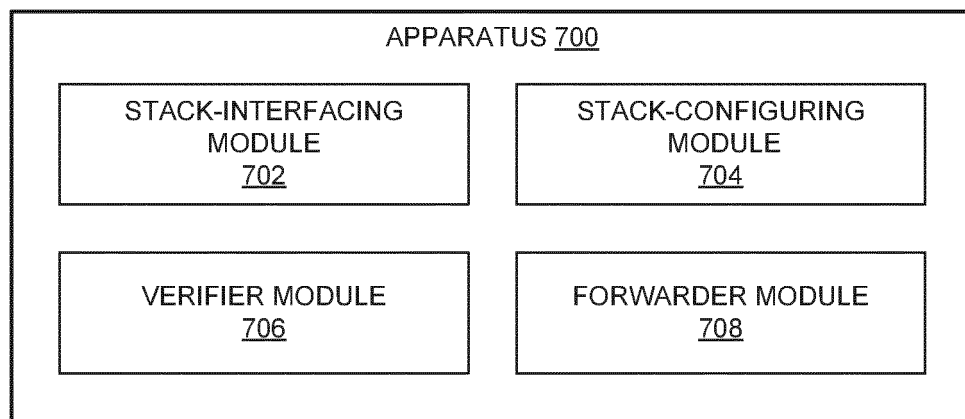 APPARATUS 700
STACK-INTERFACING
MODULE
702
STACK-CONFIGURING
MODULE
704
VERIFIER MODULE
706
FORWARDER MODULE
708